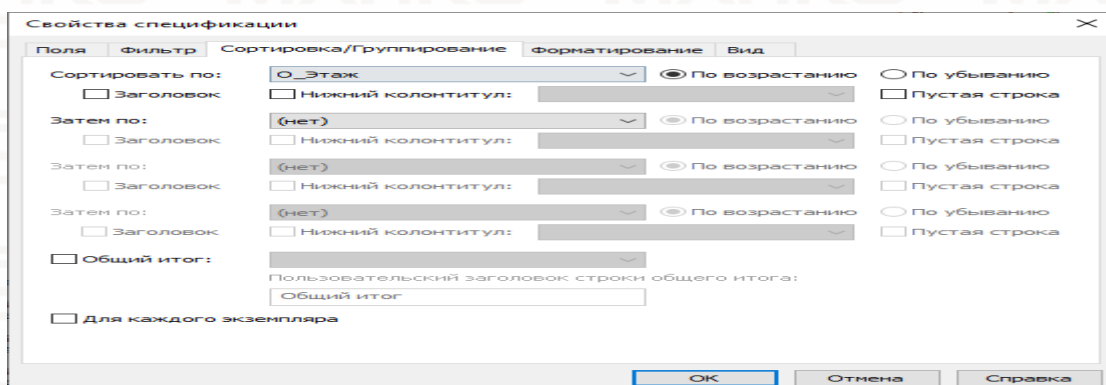 Свойства спецификации
Поля Фильтр Сортировка/Группирование Форматирование Вид
Сортировать по: О_Этаж По возрастанию По убыванию
Заголовок Нижний колонтитул: Пустая строка
Затем по: (нет) По возрастанию По убыванию
Заголовок Нижний колонтитул: Пустая строка
Затем по: (нет) По возрастанию По убыванию
Заголовок Нижний колонтитул: Пустая строка
Затем по: (нет) По возрастанию По убыванию
Заголовок Нижний колонтитул: Пустая строка
Общий итог:
Пользовательский заголовок строки общего итога:
Общий итог
Для каждого экземпляра
ОК Отмена Справка